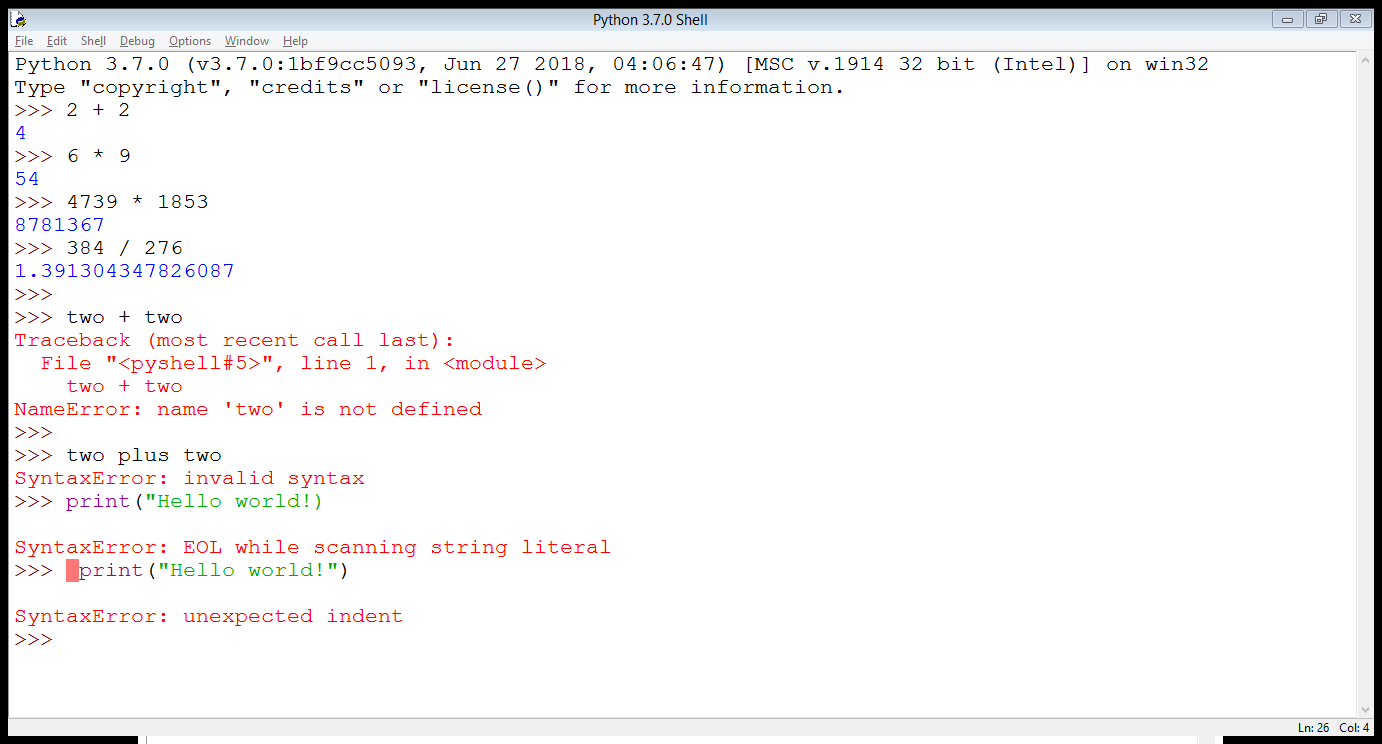 Python 3.7.0 Shell
File Edit Shell Debug Options Window Help
Python 3.7.0 (v3.7.0:1bf9cc5093, Jun 27 2018, 04:06:47) [MSC v.1914 32 bit (Intel)] on win32
Type "copyright", "credits" or "license()" for more information.
>>> 2 + 2
4
>>> 6 * 9
54
>>> 4739 * 1853
8781367
>>> 384 / 276
1.391304347826087
>>>
>>> two + two
Traceback (most recent call last):
  File "<pyshell#5>", line 1, in <module>
    two + two
NameError: name 'two' is not defined
>>>
>>> two plus two
SyntaxError: invalid syntax
>>> print("Hello world!)
SyntaxError: EOL while scanning string literal
>>>  print("Hello world!")
SyntaxError: unexpected indent
>>>
Ln: 26 Col: 4